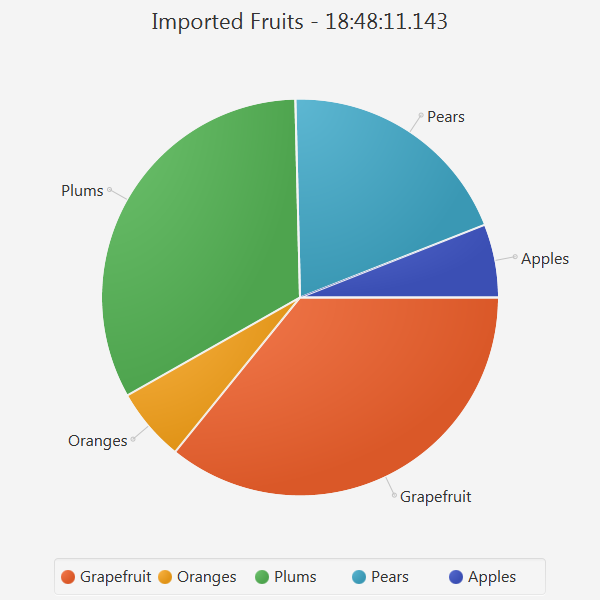 Imported Fruits - 18:48:11.143
Pears
Plums
Apples
Oranges
Grapefruit
Grapefruit Oranges Plums Pears Apples